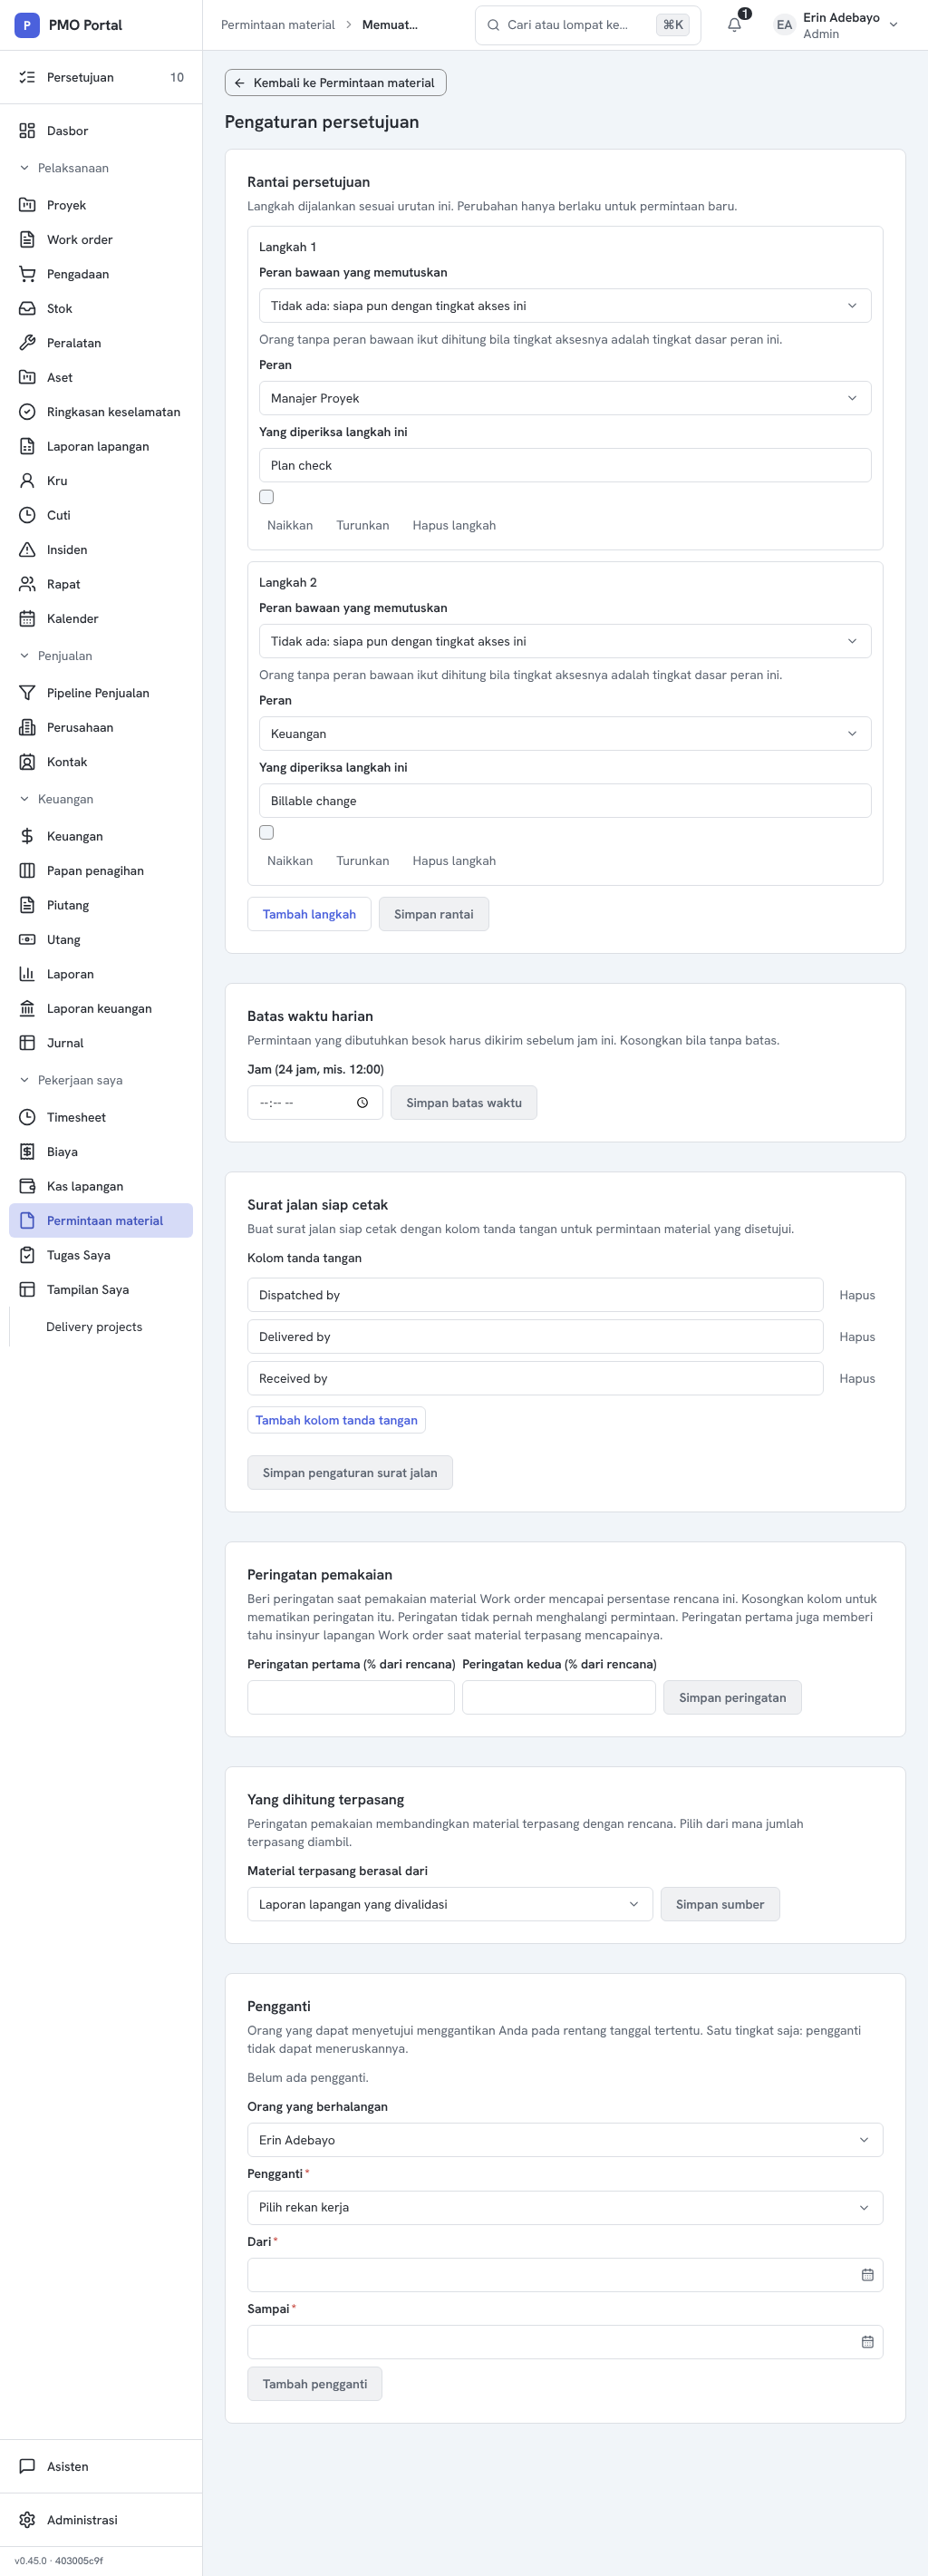 P PMO Portal
Permintaan material > Memuat...
Cari atau lompat ke... ⌘K
1
EA Erin Adebayo
Admin
Persetujuan 10
Dasbor
Pelaksanaan
Proyek
Work order
Pengadaan
Stok
Peralatan
Aset
Ringkasan keselamatan
Laporan lapangan
Kru
Cuti
Insiden
Rapat
Kalender
Penjualan
Pipeline Penjualan
Perusahaan
Kontak
Keuangan
Keuangan
Papan penagihan
Piutang
Utang
Laporan
Laporan keuangan
Jurnal
Pekerjaan saya
Timesheet
Biaya
Kas lapangan
Permintaan material
Tugas Saya
Tampilan Saya
Delivery projects
Asisten
Administrasi
v0.45.0 · 403005c9f
Kembali ke Permintaan material
Pengaturan persetujuan
Rantai persetujuan
Langkah dijalankan sesuai urutan ini. Perubahan hanya berlaku untuk permintaan baru.
Langkah 1
Peran bawaan yang memutuskan
Tidak ada: siapa pun dengan tingkat akses ini
Orang tanpa peran bawaan ikut dihitung bila tingkat aksesnya adalah tingkat dasar peran ini.
Peran
Manajer Proyek
Yang diperiksa langkah ini
Plan check
Naikkan Turunkan Hapus langkah
Langkah 2
Peran bawaan yang memutuskan
Tidak ada: siapa pun dengan tingkat akses ini
Orang tanpa peran bawaan ikut dihitung bila tingkat aksesnya adalah tingkat dasar peran ini.
Peran
Keuangan
Yang diperiksa langkah ini
Billable change
Naikkan Turunkan Hapus langkah
Tambah langkah Simpan rantai
Batas waktu harian
Permintaan yang dibutuhkan besok harus dikirim sebelum jam ini. Kosongkan bila tanpa batas.
Jam (24 jam, mis. 12:00)
--:-- -- Simpan batas waktu
Surat jalan siap cetak
Buat surat jalan siap cetak dengan kolom tanda tangan untuk permintaan material yang disetujui.
Kolom tanda tangan
Dispatched by Hapus
Delivered by Hapus
Received by Hapus
Tambah kolom tanda tangan
Simpan pengaturan surat jalan
Peringatan pemakaian
Beri peringatan saat pemakaian material Work order mencapai persentase rencana ini. Kosongkan kolom untuk
mematikan peringatan itu. Peringatan tidak pernah menghalangi permintaan. Peringatan pertama juga memberi
tahu insinyur lapangan Work order saat material terpasang mencapainya.
Peringatan pertama (% dari rencana) Peringatan kedua (% dari rencana)
Simpan peringatan
Yang dihitung terpasang
Peringatan pemakaian membandingkan material terpasang dengan rencana. Pilih dari mana jumlah
terpasang diambil.
Material terpasang berasal dari
Laporan lapangan yang divalidasi Simpan sumber
Pengganti
Orang yang dapat menyetujui menggantikan Anda pada rentang tanggal tertentu. Satu tingkat saja: pengganti
tidak dapat meneruskannya.
Belum ada pengganti.
Orang yang berhalangan
Erin Adebayo
Pengganti *
Pilih rekan kerja
Dari *
Sampai *
Tambah pengganti